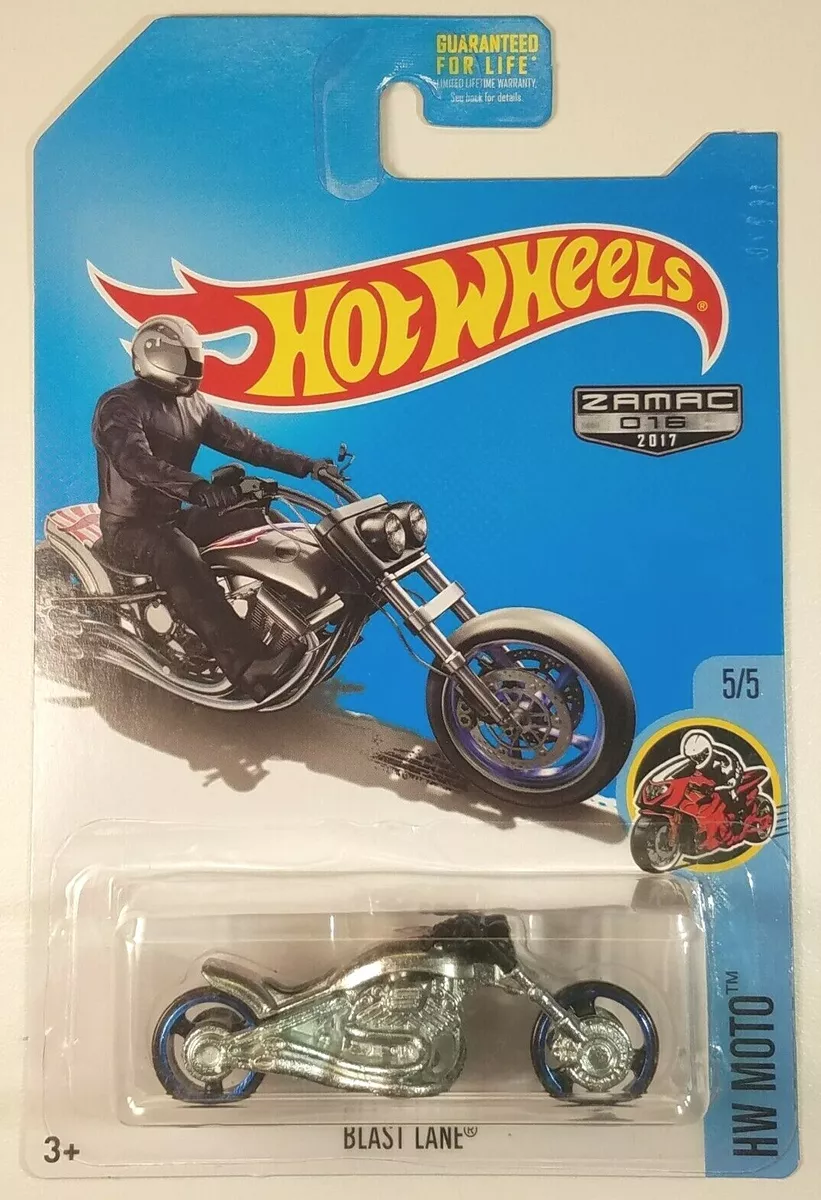 GUARANTEED
FOR LIFE*
LIMITED LIFETIME WARRANTY.
See back for details.
HOT WHEELS®
ZAMAC
016
2017
5/5
HW MOTO™
BLAST LANE®
3+